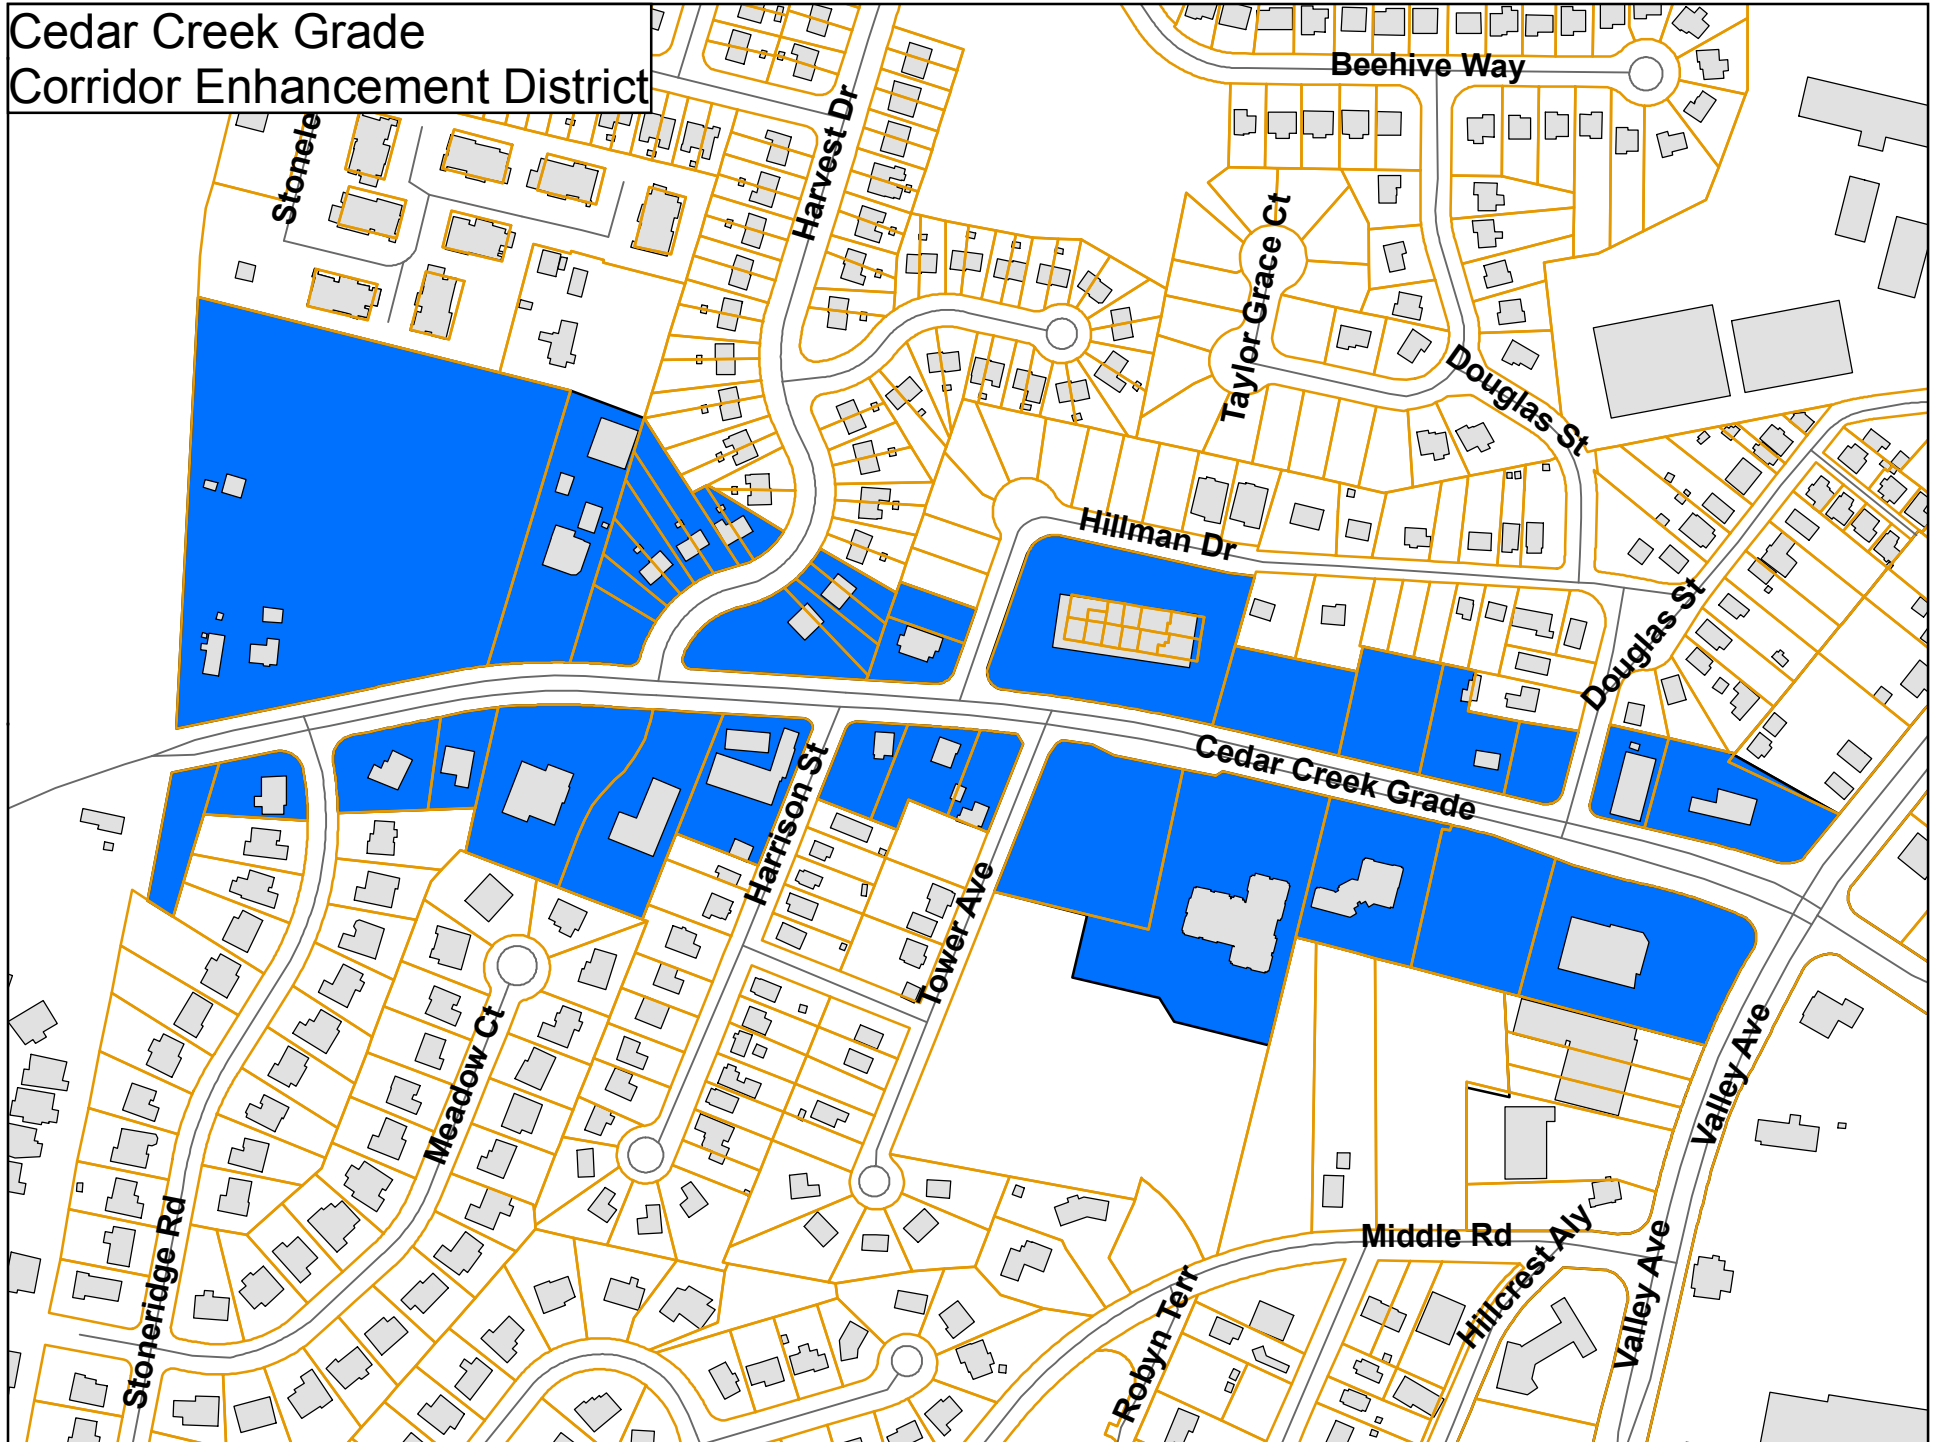 Cedar Creek Grade
Corridor Enhancement District
Beehive Way
Stonele
Harvest Dr
Taylor Grace Ct
Douglas St
Hillman Dr
Douglas St
Cedar Creek Grade
Harrison St
Tower Ave
Meadow Ct
Valley Ave
Stoneridge Rd
Middle Rd
Hillcrest Aly
Valley Ave
Robyn Terr